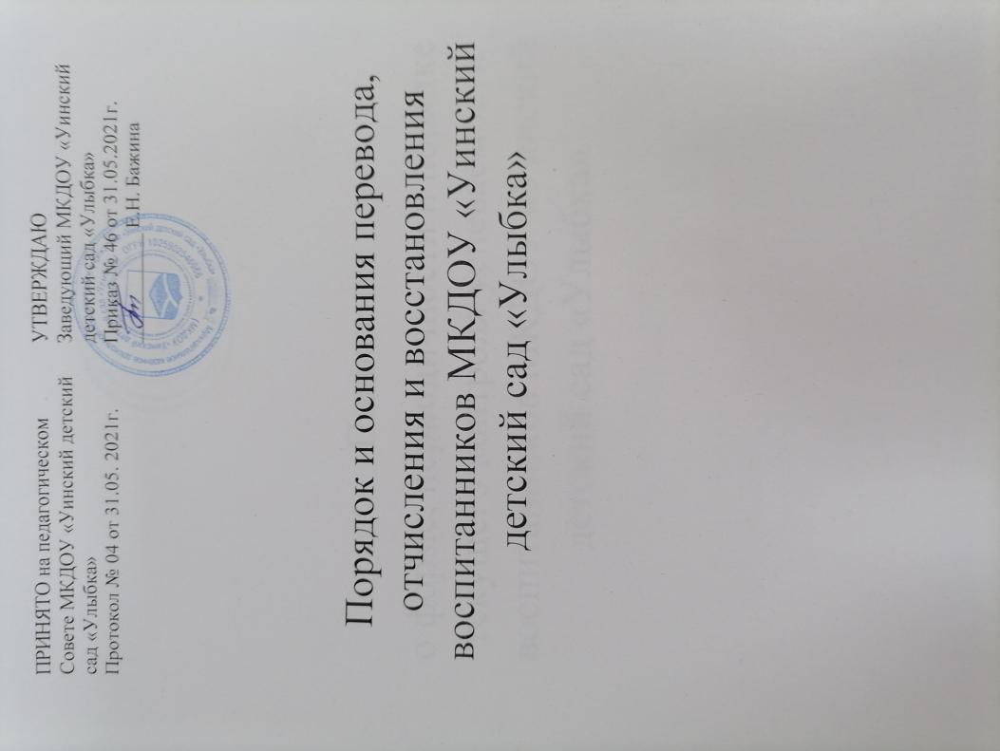 ПРИНЯТО на педагогическом
Совете МКДОУ «Уинский детский
сад «Улыбка»
Протокол № 04 от 31.05. 2021г.
УТВЕРЖДАЮ
Заведующий МКДОУ «Уинский
детский сад «Улыбка»
Приказ № 46 от 31.05.2021г.
Е.Н. Бажина
Порядок и основания перевода,
отчисления и восстановления
воспитанников МКДОУ «Уинский
детский сад «Улыбка»